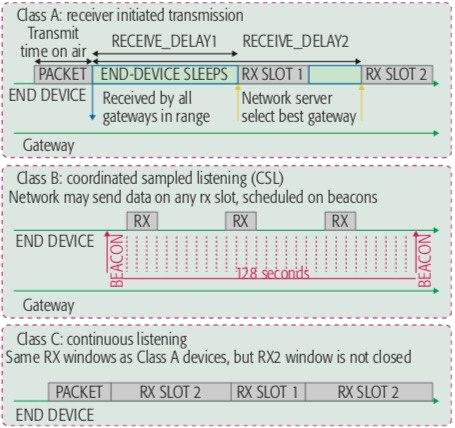 Class A: receiver initiated transmission
Transmit
time on air
RECEIVE_DELAY1 RECEIVE_DELAY2
PACKET END-DEVICE SLEEPS RX SLOT 1 RX SLOT 2
END DEVICE
Received by all
gateways in range
Network server
select best gateway
Gateway
Class B: coordinated sampled listening (CSL)
Network may send data on any rx slot, scheduled on beacons
RX RX RX
END DEVICE
BEACON
128 seconds
BEACON
Gateway
Class C: continuous listening
Same RX windows as Class A devices, but RX2 window is not closed
PACKET RX SLOT 2 RX SLOT 1 RX SLOT 2
END DEVICE